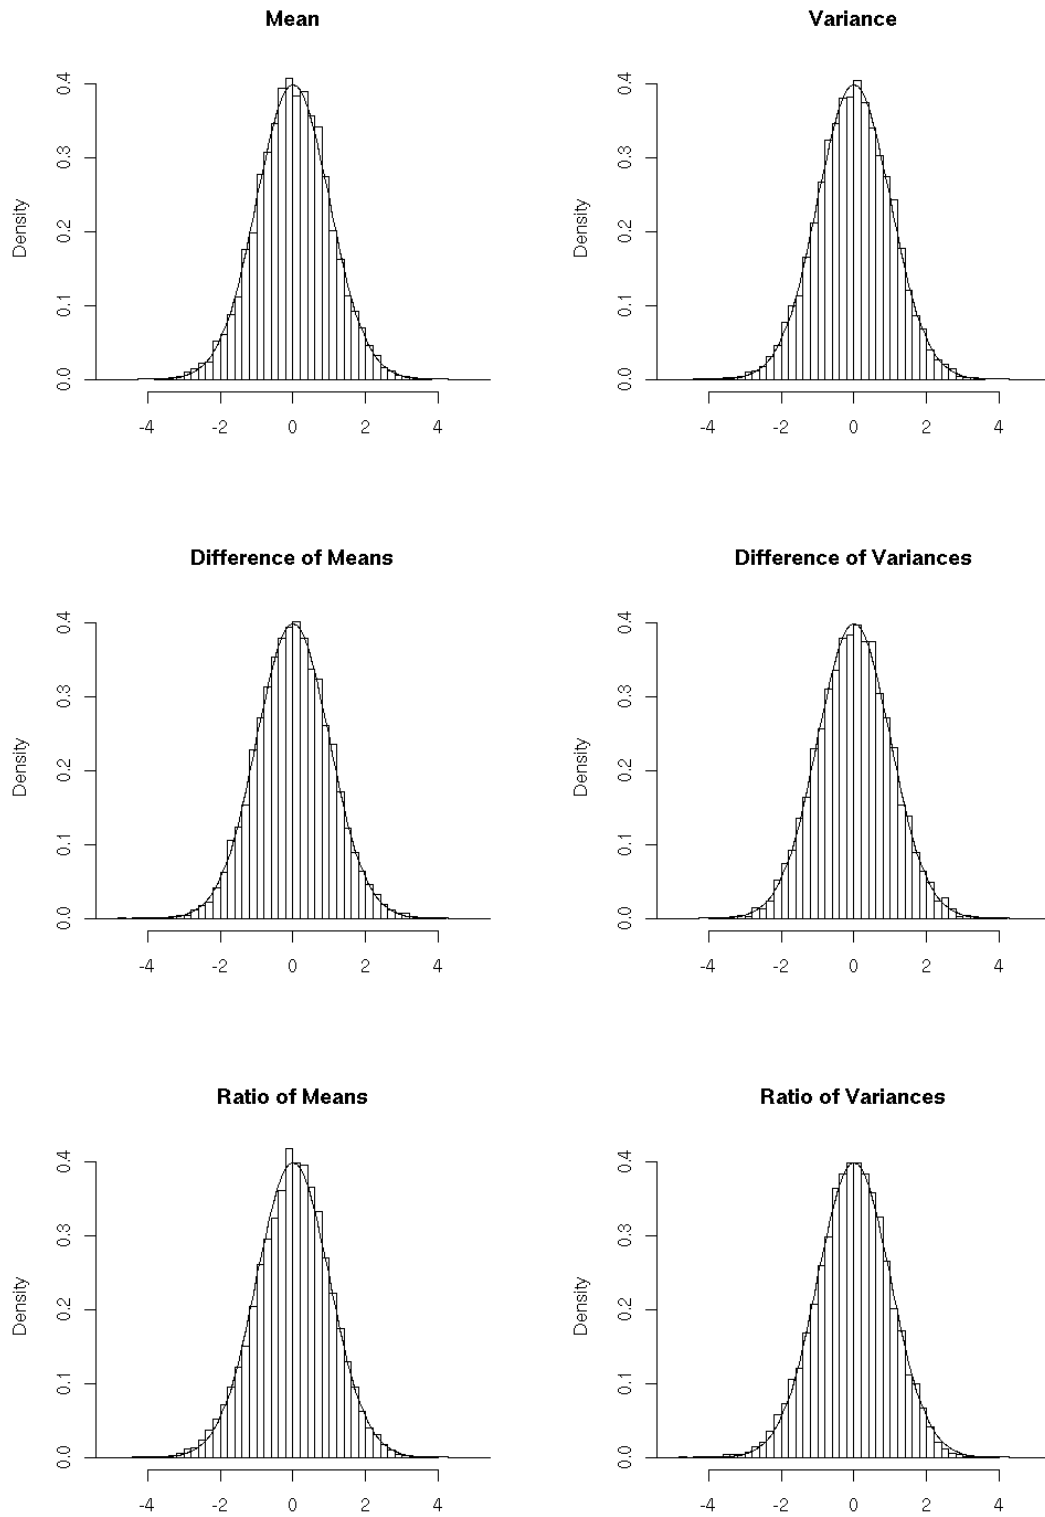 Mean
Density
0.0 0.1 0.2 0.3 0.4
-4 -2 0 2 4
Variance
Density
0.0 0.1 0.2 0.3 0.4
-4 -2 0 2 4
Difference of Means
Density
0.0 0.1 0.2 0.3 0.4
-4 -2 0 2 4
Difference of Variances
Density
0.0 0.1 0.2 0.3 0.4
-4 -2 0 2 4
Ratio of Means
Density
0.0 0.1 0.2 0.3 0.4
-4 -2 0 2 4
Ratio of Variances
Density
0.0 0.1 0.2 0.3 0.4
-4 -2 0 2 4